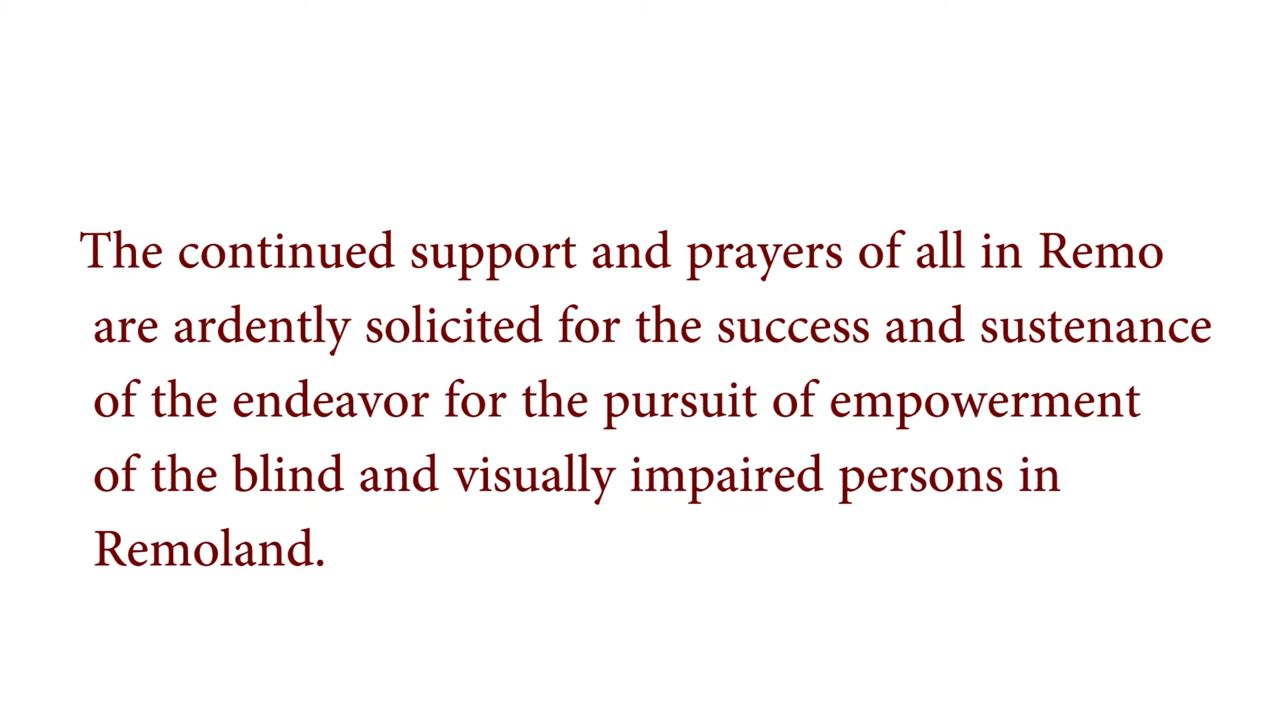 The continued support and prayers of all in Remo
are ardently solicited for the success and sustenance
of the endeavor for the pursuit of empowerment
of the blind and visually impaired persons in
Remoland.